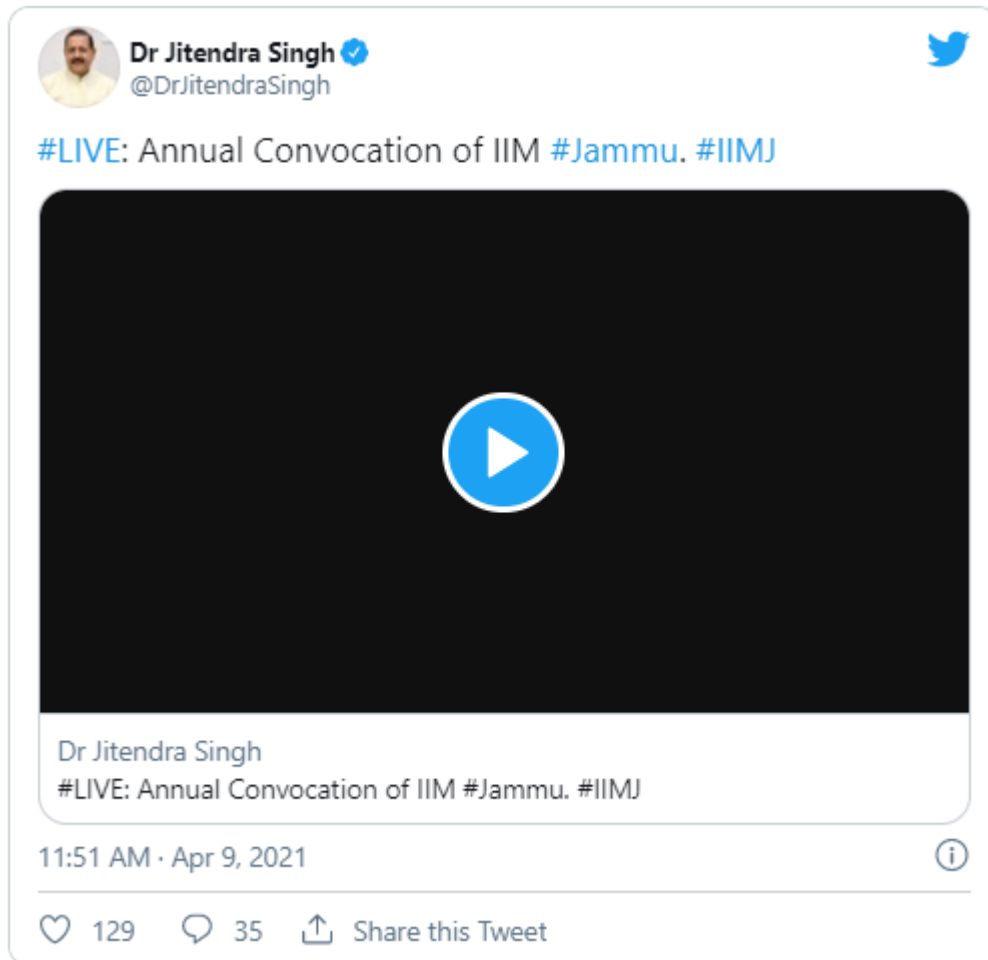 Dr Jitendra Singh
@DrJitendraSingh
#LIVE: Annual Convocation of IIM #Jammu. #IIMJ
Dr Jitendra Singh
#LIVE: Annual Convocation of IIM #Jammu. #IIMJ
11:51 AM · Apr 9, 2021
129 35 Share this Tweet